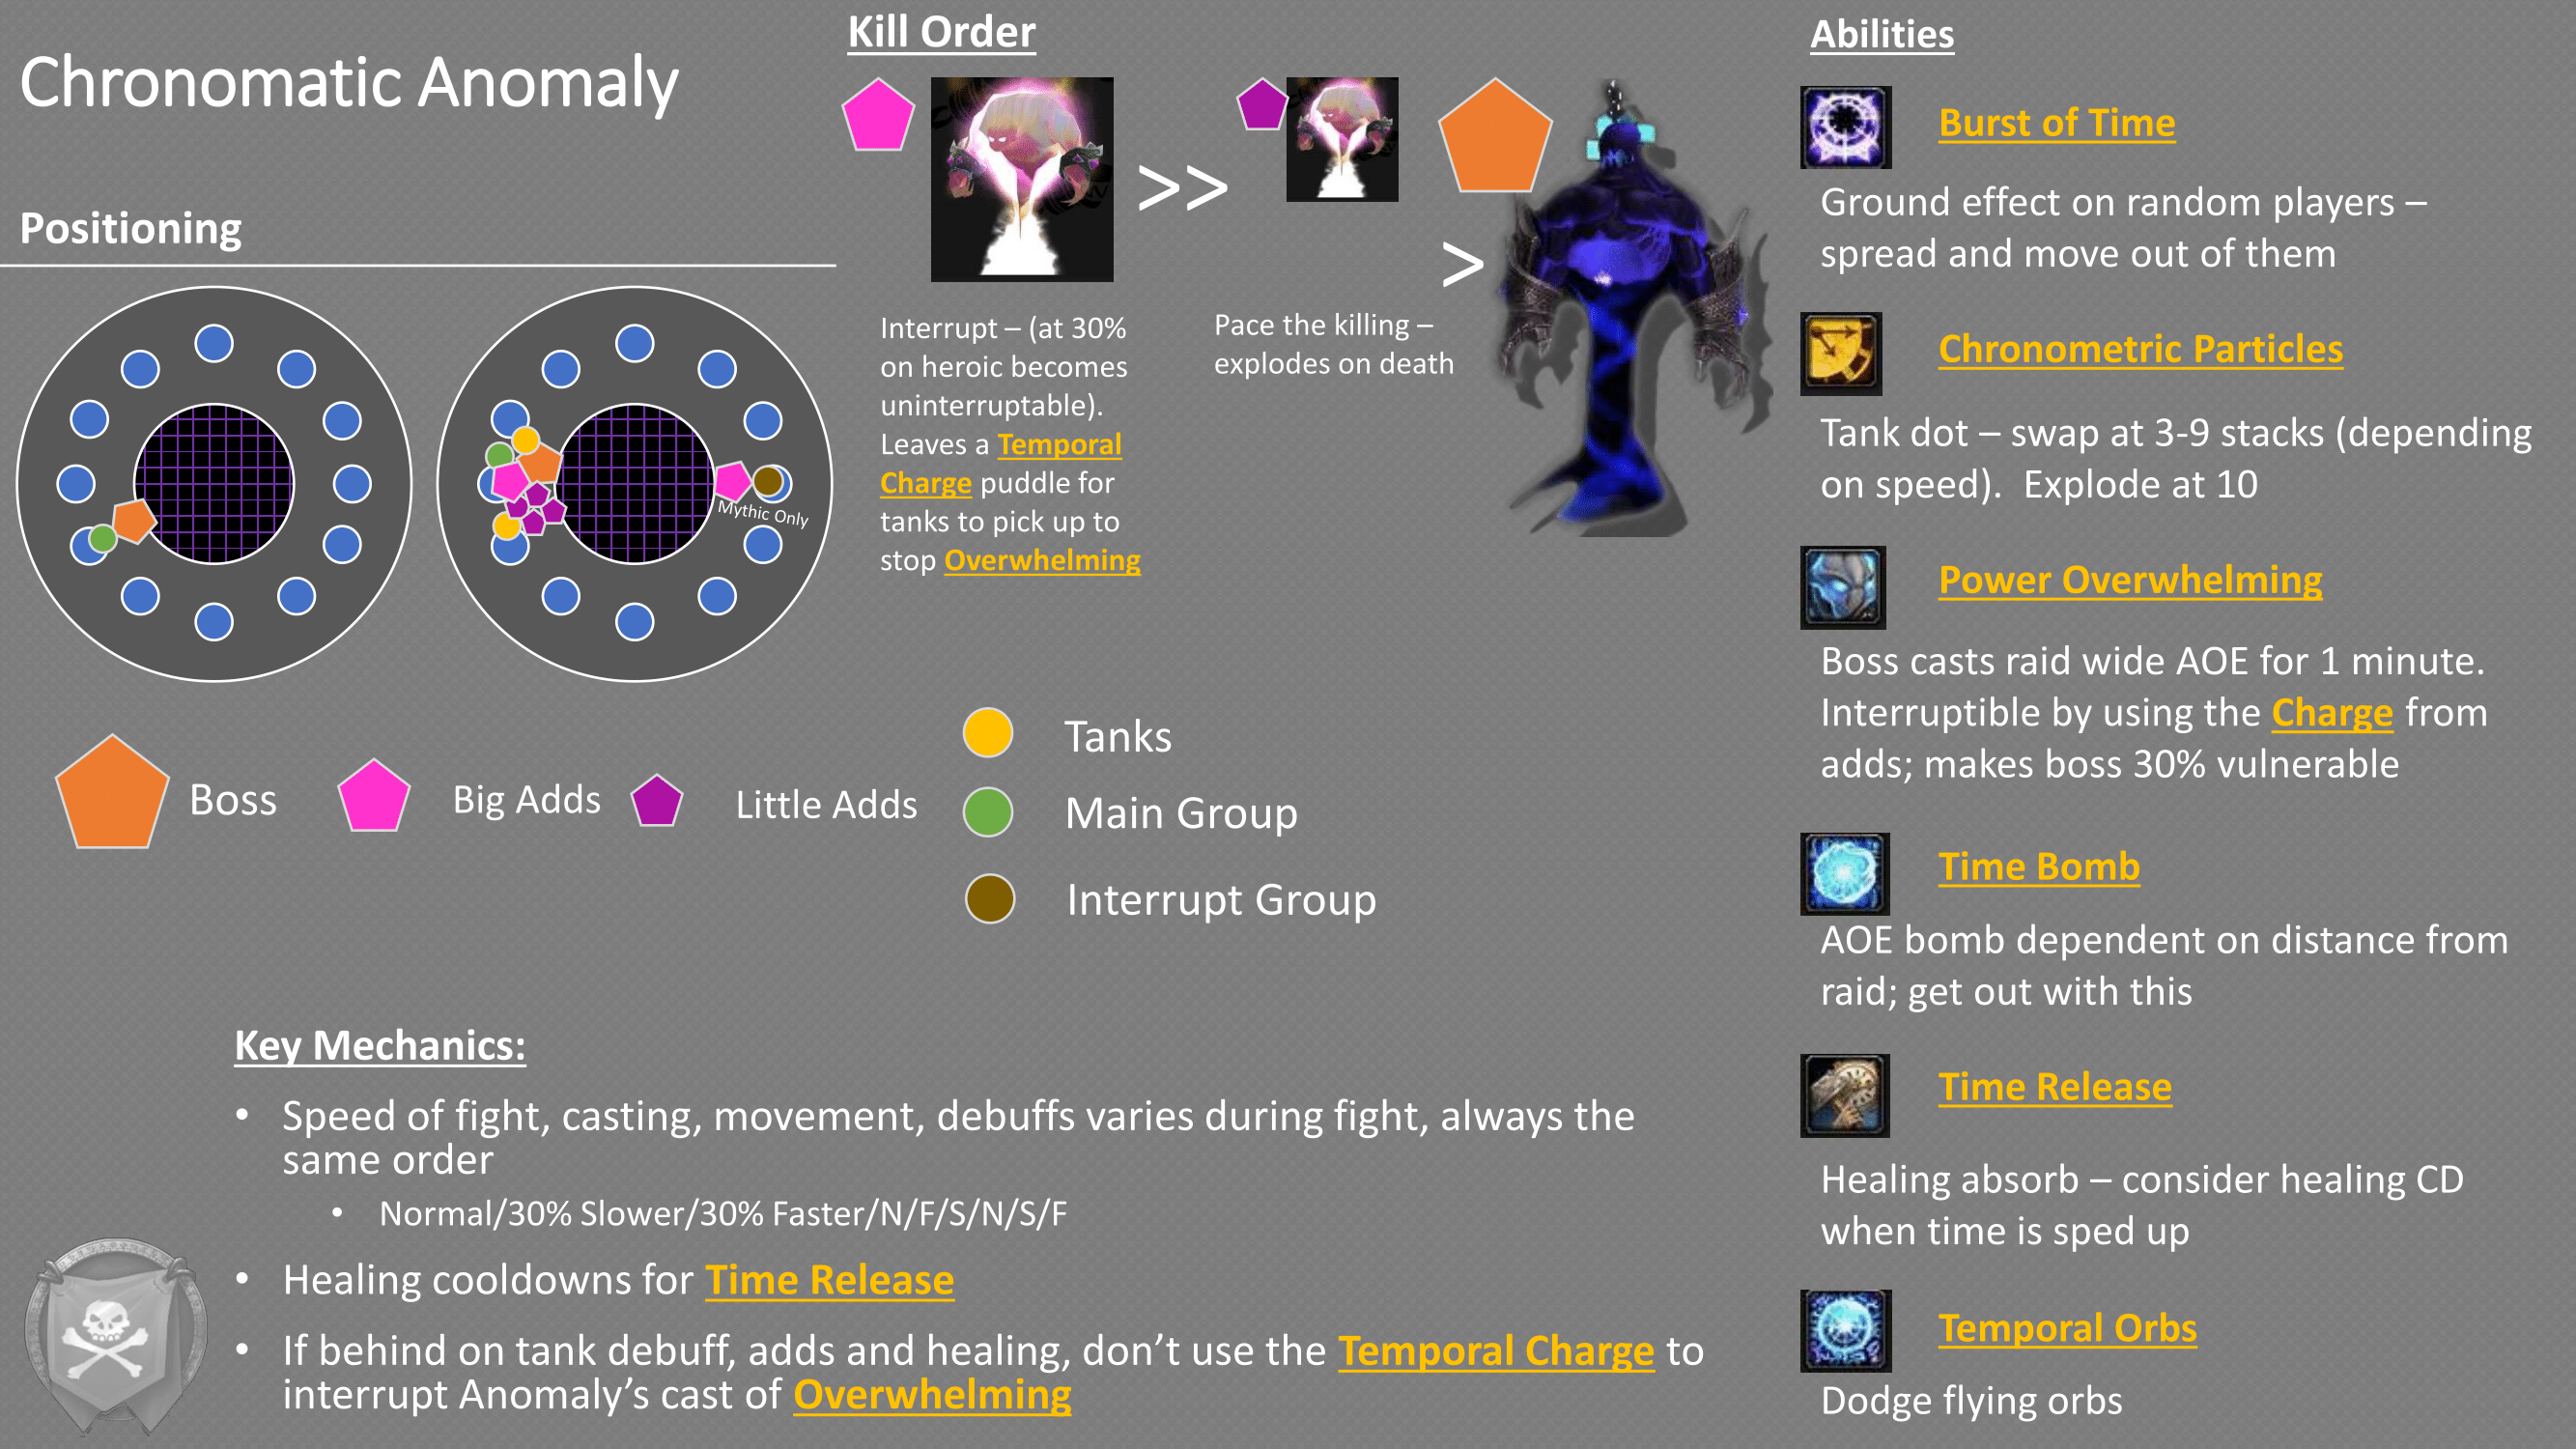 Chronomatic Anomaly
Positioning
Mythic Only
Boss
Big Adds
Little Adds
Tanks
Main Group
Interrupt Group
Kill Order
>>
>
Interrupt – (at 30%
on heroic becomes
uninterruptable).
Leaves a Temporal
Charge puddle for
tanks to pick up to
stop Overwhelming
Pace the killing –
explodes on death
Key Mechanics:
• Speed of fight, casting, movement, debuffs varies during fight, always the
same order
• Normal/30% Slower/30% Faster/N/F/S/N/S/F
• Healing cooldowns for Time Release
• If behind on tank debuff, adds and healing, don’t use the Temporal Charge to
interrupt Anomaly’s cast of Overwhelming
Abilities
Burst of Time
Ground effect on random players –
spread and move out of them
Chronometric Particles
Tank dot – swap at 3-9 stacks (depending
on speed). Explode at 10
Power Overwhelming
Boss casts raid wide AOE for 1 minute.
Interruptible by using the Charge from
adds; makes boss 30% vulnerable
Time Bomb
AOE bomb dependent on distance from
raid; get out with this
Time Release
Healing absorb – consider healing CD
when time is sped up
Temporal Orbs
Dodge flying orbs